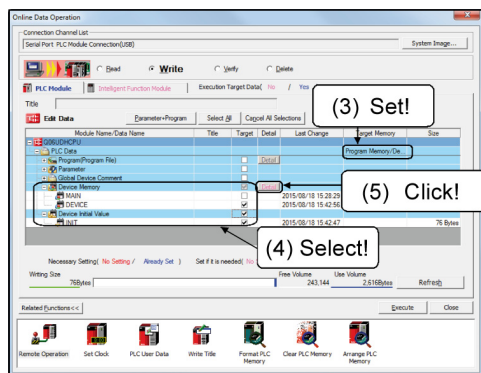 Online Data Operation
Connection Channel List
Serial Port PLC Module Connection(USB)
System Image...
Read Write Verify Delete
PLC Module Intelligent Function Module Execution Target Data( No / Yes
Title
(3) Set!
Edit Data Parameter+Program Select All Cancel All Selections
Module Name/Data Name Title Target Detail Last Change Target Memory Size
Q06UDHCPU
PLC Data Program Memory/De...
Program(Program File) Detail
Parameter
Global Device Comment
Device Memory Detail
(5) Click!
MAIN 2015/08/18 15:28:29
DEVICE 2015/08/18 15:42:56
Device Initial Value
INIT 2015/08/18 15:42:47 76 Bytes
(4) Select!
Necessary Setting( No Setting / Already Set ) Set if it is needed( No
Writing Size
76Bytes
Free Volume Use Volume
243,144 2,616Bytes Refresh
Related Functions<< Execute Close
Remote Operation Set Clock PLC User Data Write Title Format PLC Memory Clear PLC Memory Arrange PLC Memory